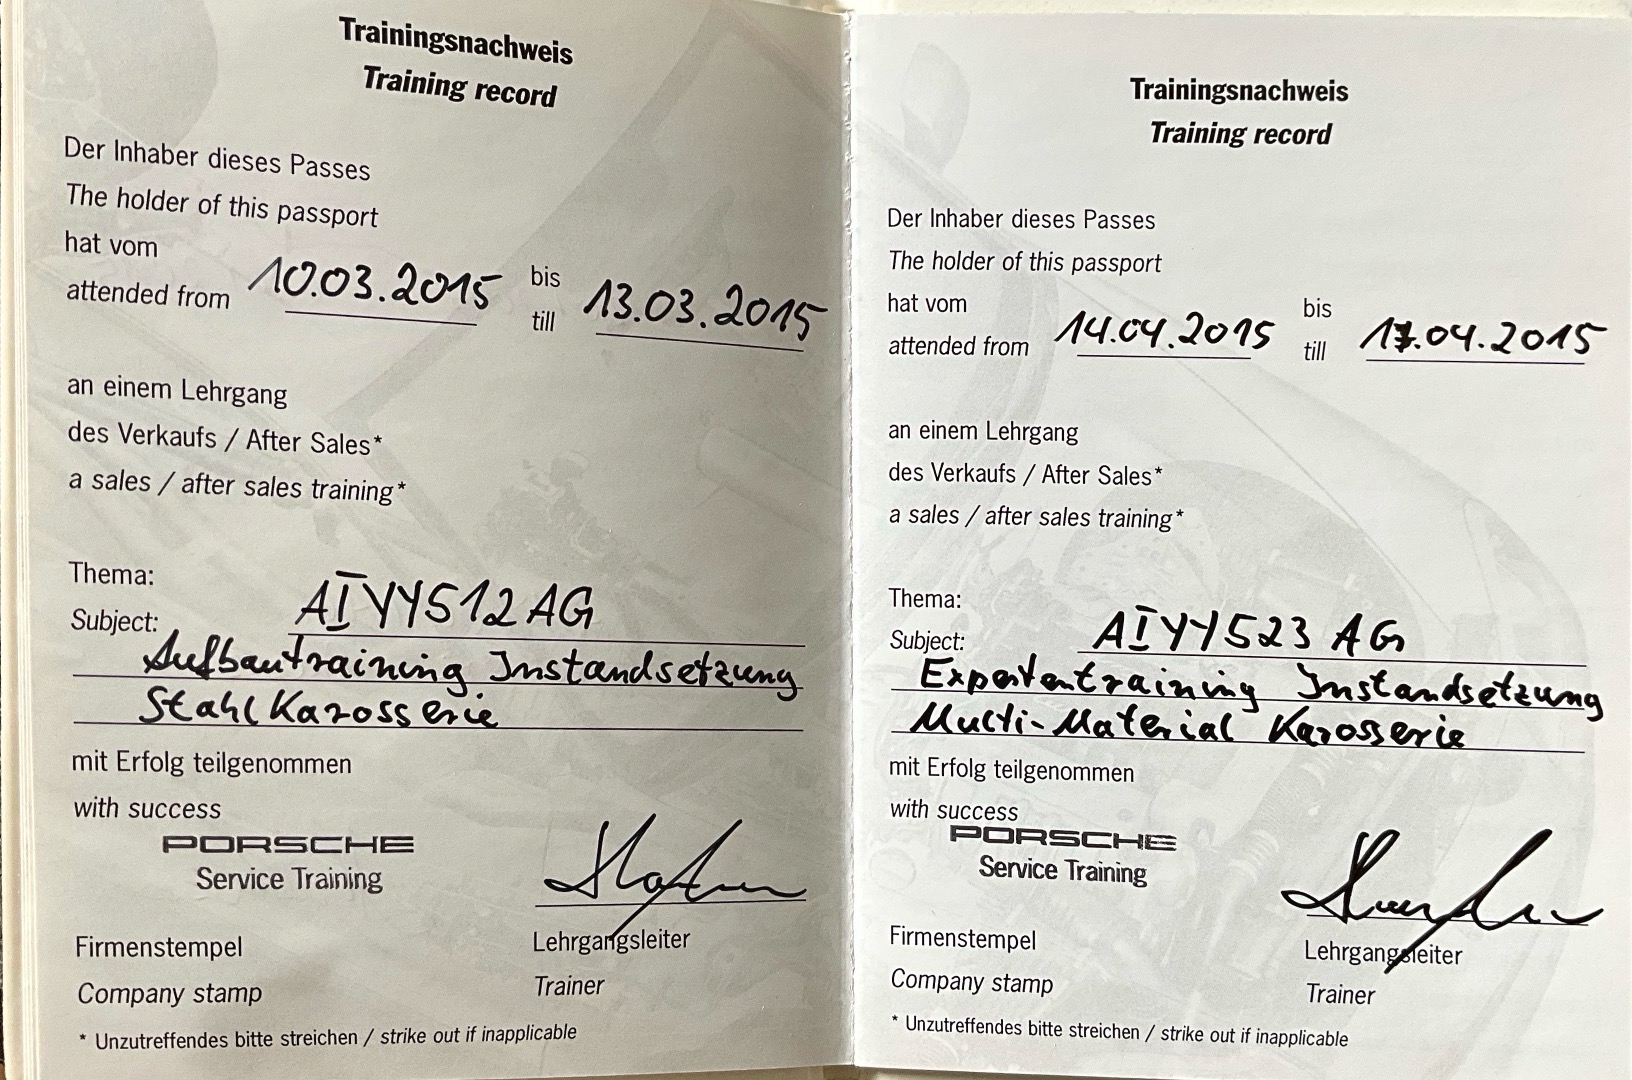 Trainingsnachweis
Training record
Der Inhaber dieses Passes
The holder of this passport
hat vom
attended from 10.03.2015 bis
till 13.03.2015
an einem Lehrgang
des Verkaufs / After Sales*
a sales / after sales training*
Thema:
Subject: AIYY512 AG
Aufbautraining Instandsetzung
Stahl Karosserie
mit Erfolg teilgenommen
with success
PORSCHE
Service Training
Firmenstempel
Company stamp
Lehrgangsleiter
Trainer
* Unzutreffendes bitte streichen / strike out if inapplicable
Trainingsnachweis
Training record
Der Inhaber dieses Passes
The holder of this passport
hat vom
attended from 14.04.2015 bis
till 17.04.2015
an einem Lehrgang
des Verkaufs / After Sales*
a sales / after sales training*
Thema:
Subject: AIYY523 AG
Expertentraining Instandsetzung
Multi-Material Karosserie
mit Erfolg teilgenommen
with success
PORSCHE
Service Training
Firmenstempel
Company stamp
Lehrgangsleiter
Trainer
* Unzutreffendes bitte streichen / strike out if inapplicable